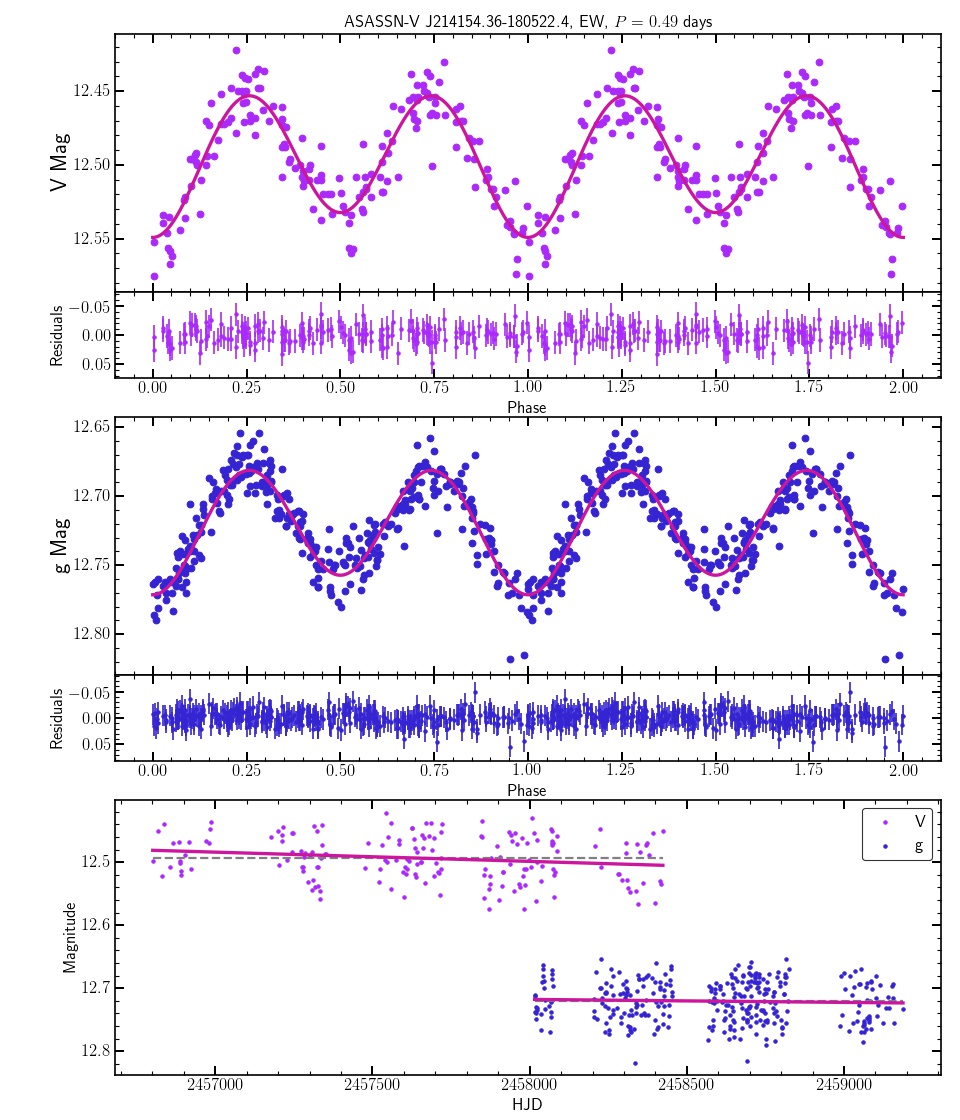 ASASSN-V J214154.36-180522.4, EW, P = 0.49 days
12.45
12.50
12.55
V Mag
−0.05
0.00
0.05
Residuals
0.00 0.25 0.50 0.75 1.00 1.25 1.50 1.75 2.00
Phase
12.65
12.70
12.75
12.80
g Mag
−0.05
0.00
0.05
Residuals
0.00 0.25 0.50 0.75 1.00 1.25 1.50 1.75 2.00
Phase
V
g
12.5
12.6
12.7
12.8
Magnitude
2457000 2457500 2458000 2458500 2459000
HJD